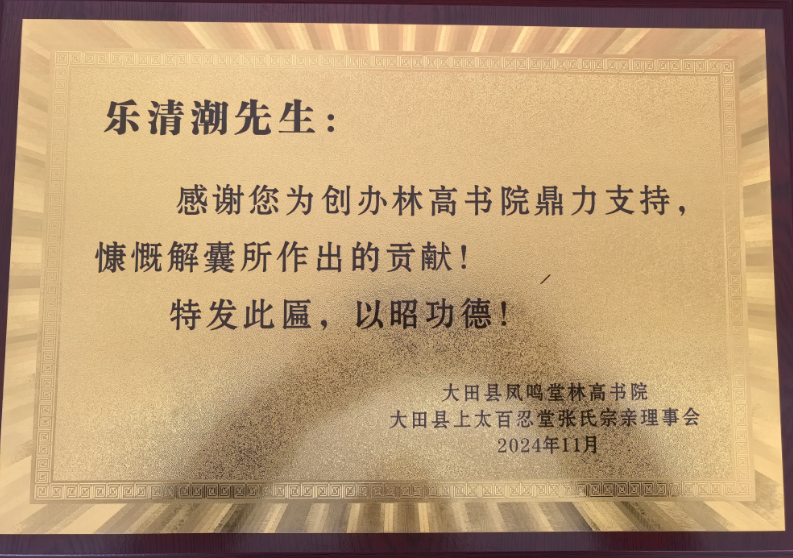 乐清潮先生：
感谢您为创办林高书院鼎力支持，
慷慨解囊所作出的贡献！
特发此匾，以昭功德！
大田县凤鸣堂林高书院
大田县上太百忍堂张氏宗亲理事会
2024年11月